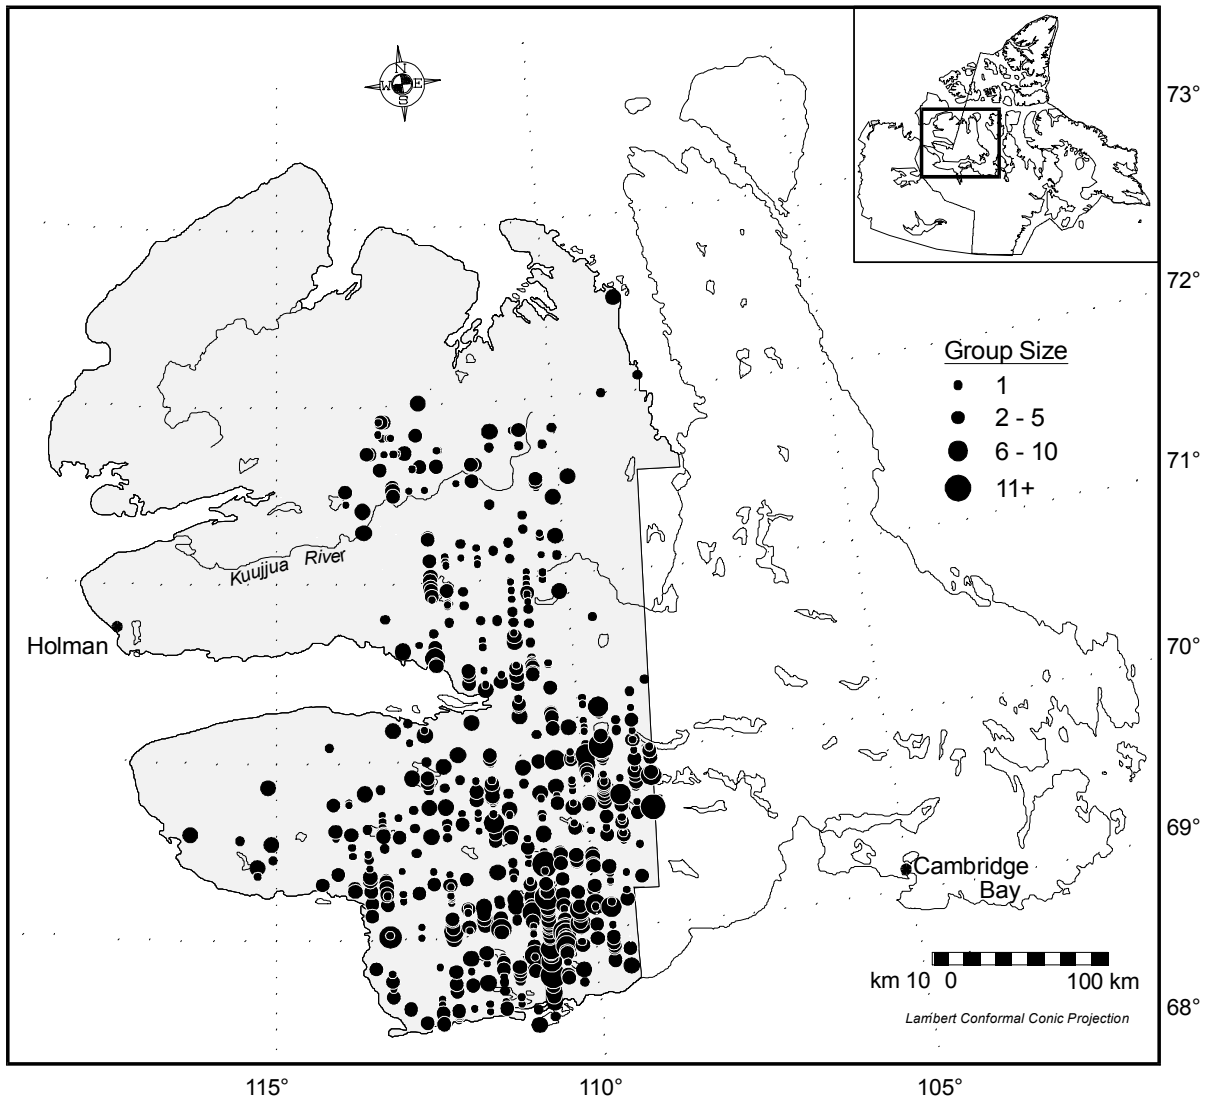 N
W E
S
73°
72°
Group Size
1
2 - 5
6 - 10
11+
71°
Kuujjua River
Holman
70°
69°
Cambridge
Bay
km 10 0 100 km
68°
Lambert Conformal Conic Projection
115° 110° 105°